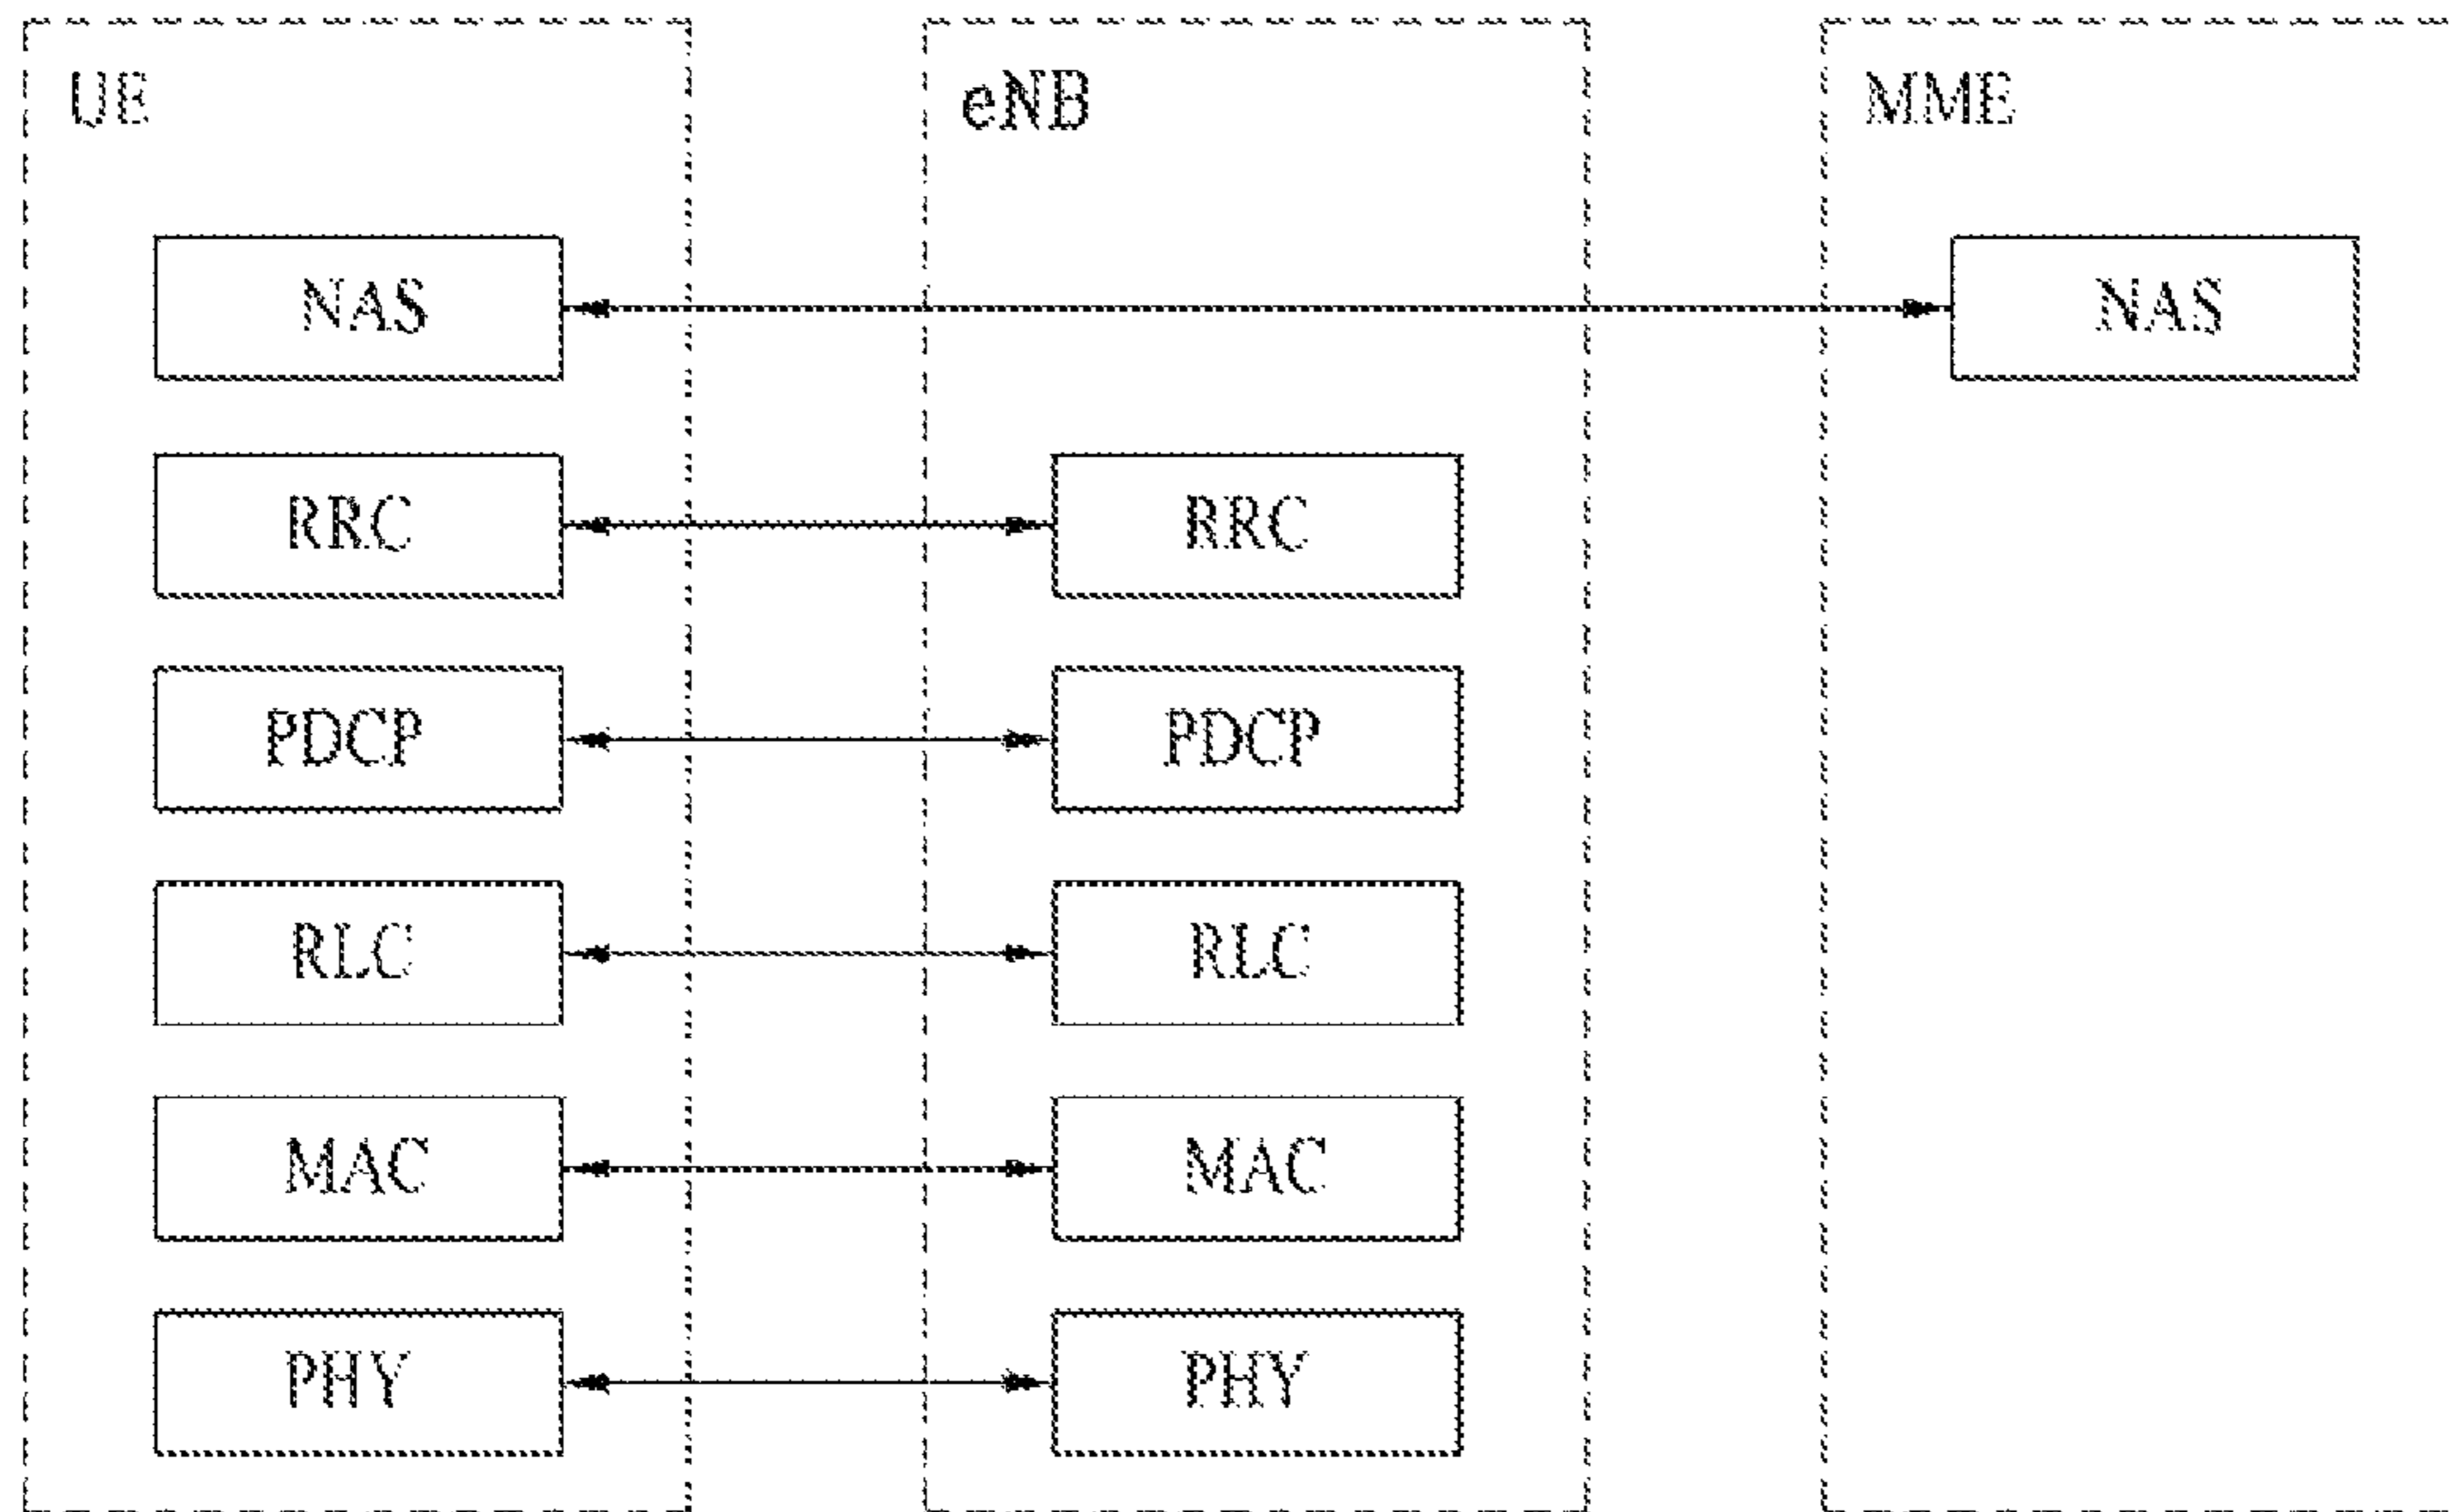 UE eNB MME
NAS NAS
RRC RRC
PDCP PDCP
RLC RLC
MAC MAC
PHY PHY